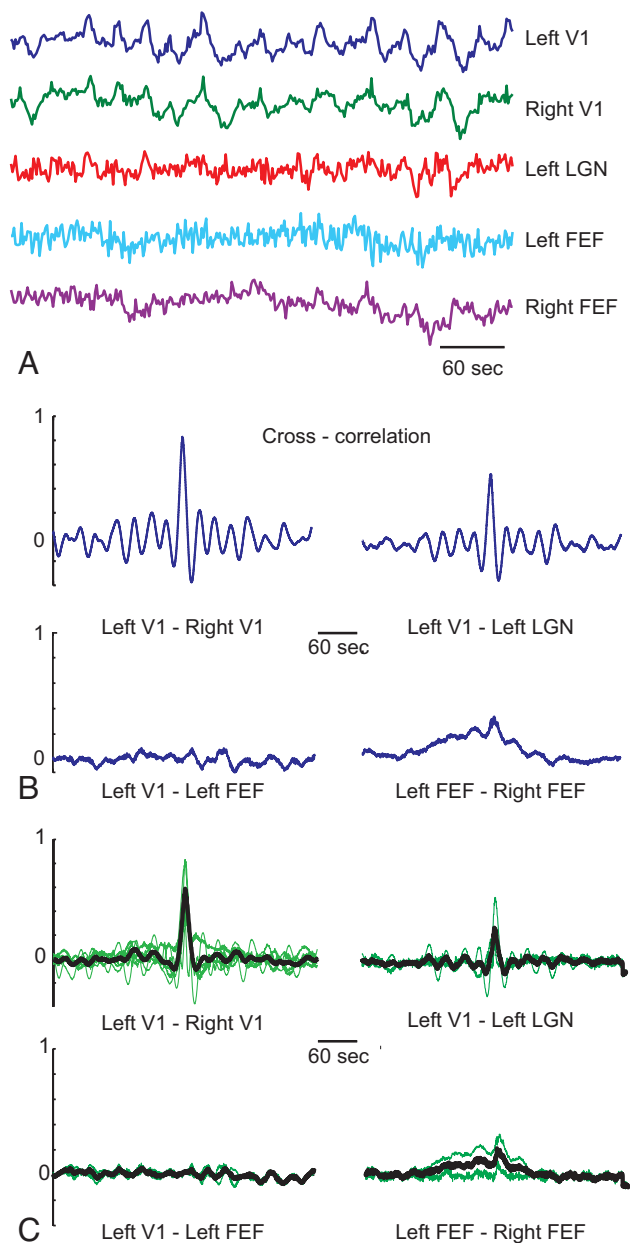 Left V1
Right V1
Left LGN
Left FEF
Right FEF
A
60 sec
1
Cross - correlation
0
Left V1 - Right V1
Left V1 - Left LGN
60 sec
1
0
B
Left V1 - Left FEF
Left FEF - Right FEF
1
0
Left V1 - Right V1
Left V1 - Left LGN
60 sec
1
0
C
Left V1 - Left FEF
Left FEF - Right FEF